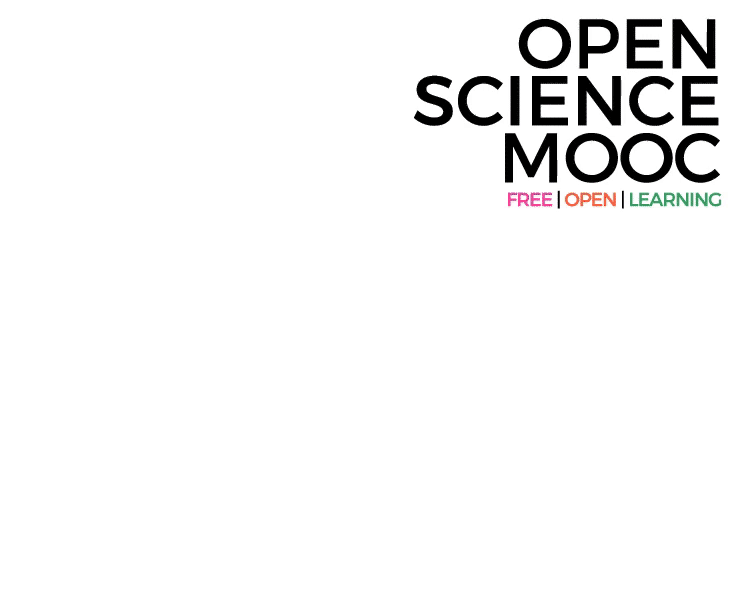 OPEN
SCIENCE
MOOC
FREE | OPEN | LEARNING